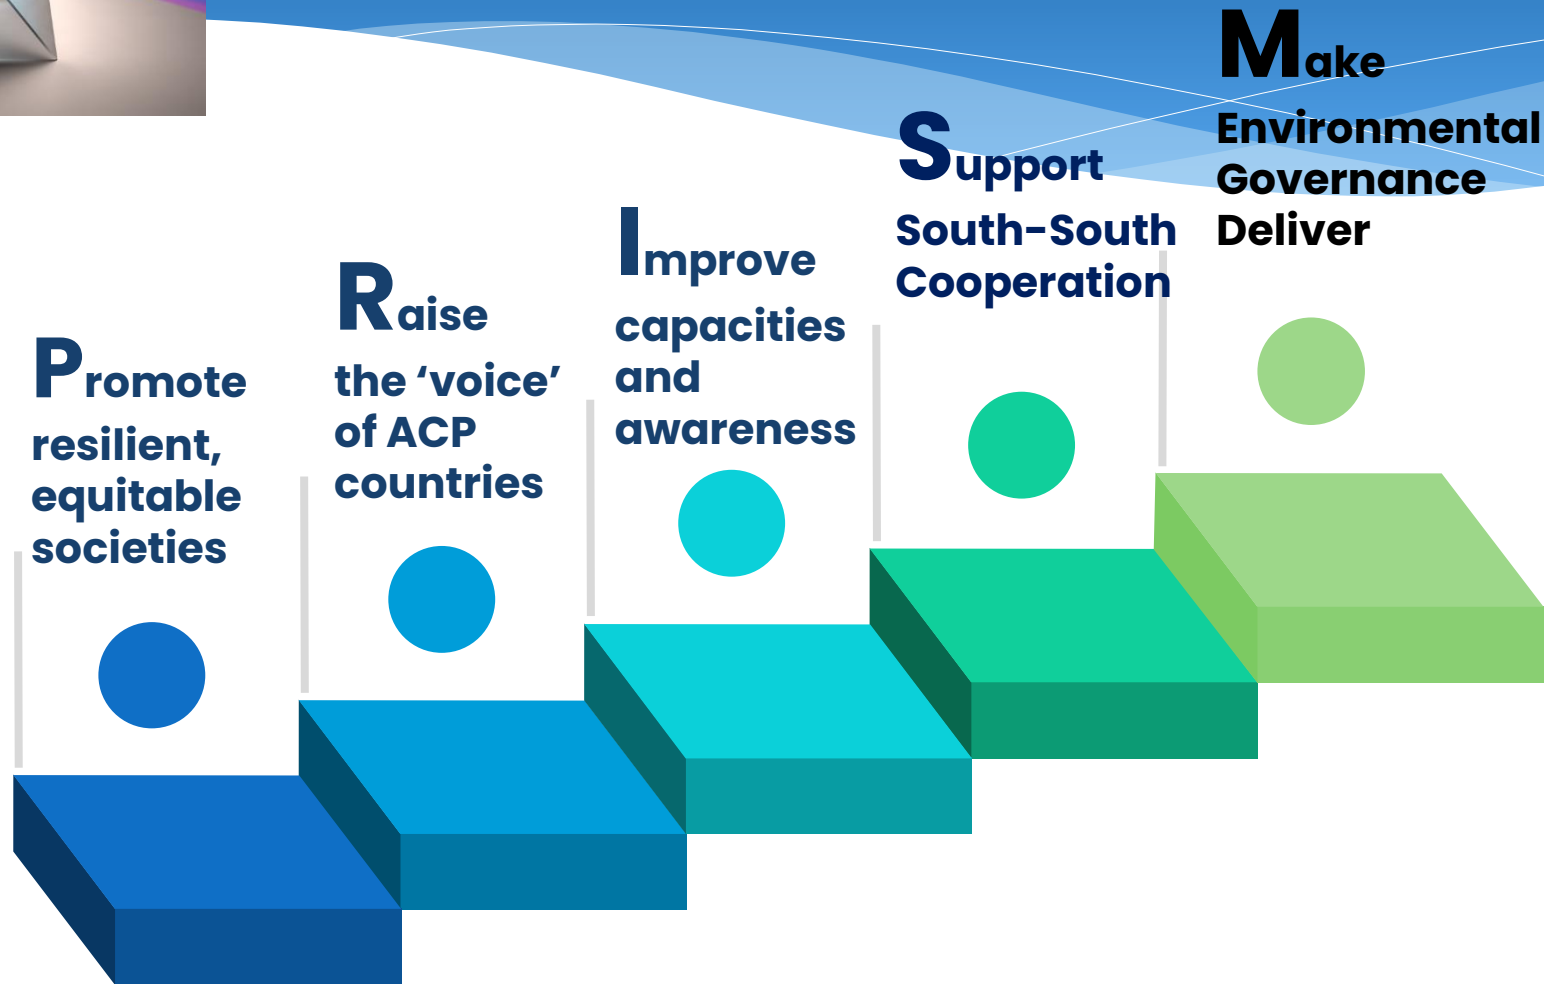 Promote
resilient,
equitable
societies
Raise
the ‘voice’
of ACP
countries
Improve
capacities
and
awareness
Support
South-South
Cooperation
Make
Environmental
Governance
Deliver